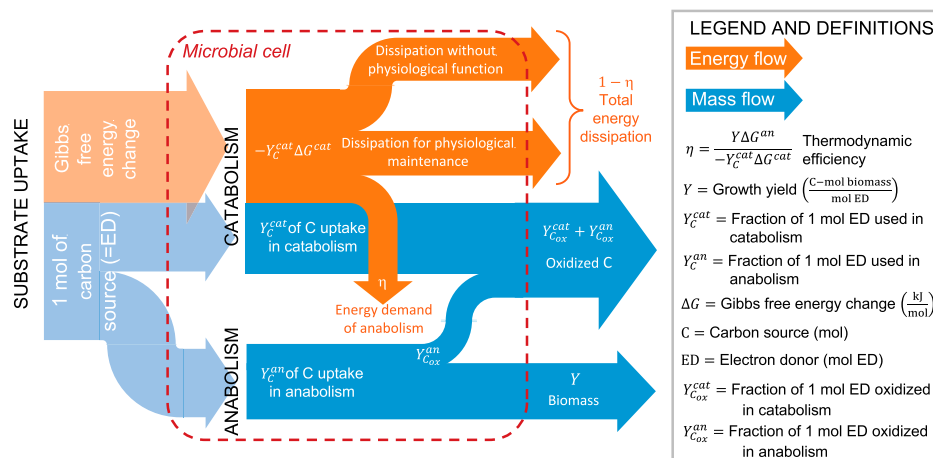 SUBSTRATE UPTAKE
Gibbs
free
energy
change
1 mol of
carbon
source (=ED)
Microbial cell
CATABOLISM
ANABOLISM
Dissipation without
physiological function
−Y_C^cat ΔG^cat
Dissipation for physiological
maintenance
1 − η
Total
energy
dissipation
Y_C^cat of C uptake
in catabolism
Y_Cox^cat + Y_Cox^an
Oxidized C
η
Energy demand
of anabolism
Y_Cox^an
Y_C^an of C uptake
in anabolism
Y
Biomass
LEGEND AND DEFINITIONS
Energy flow
Mass flow
η = YΔG^an / −Y_C^cat ΔG^cat Thermodynamic
efficiency
Y = Growth yield (C−mol biomass / mol ED)
Y_C^cat = Fraction of 1 mol ED used in
catabolism
Y_C^an = Fraction of 1 mol ED used in
anabolism
ΔG = Gibbs free energy change (kJ / mol)
C = Carbon source (mol)
ED = Electron donor (mol ED)
Y_Cox^cat = Fraction of 1 mol ED oxidized
in catabolism
Y_Cox^an = Fraction of 1 mol ED oxidized
in anabolism